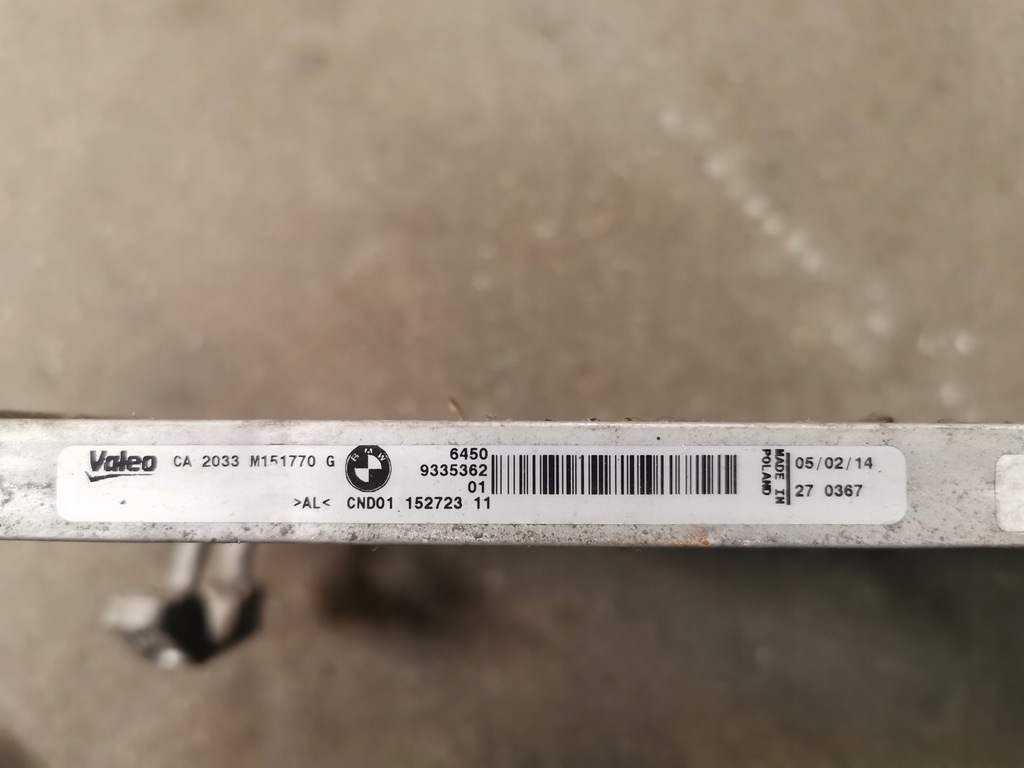 Valeo CA 2033 M151770 G BMW 6450
9335362
01
>AL< CND01 152723 11
MADE IN
POLAND
05/02/14
27 0367